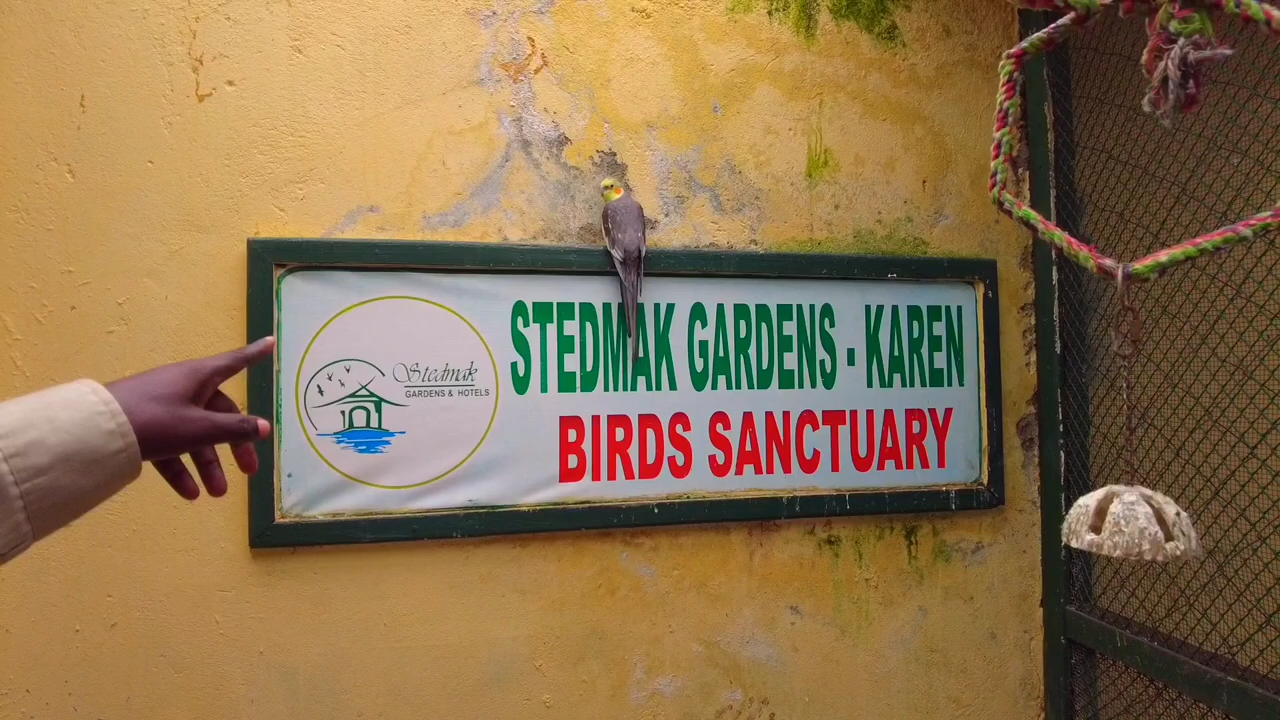 Stedmak
GARDENS & HOTELS
STEDMAK GARDENS - KAREN
BIRDS SANCTUARY